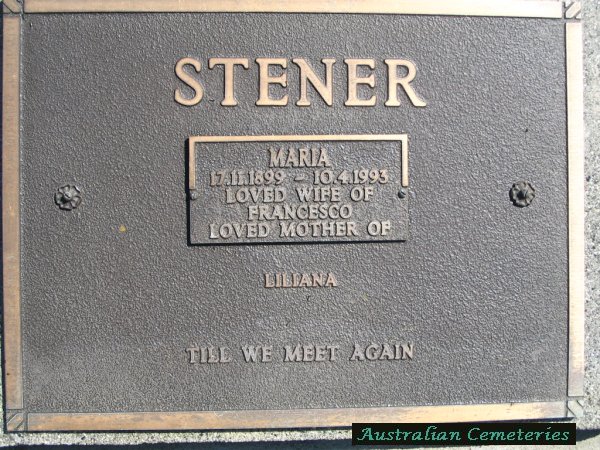 STENER
MARIA
17.11.1899 - 10.4.1993
LOVED WIFE OF
FRANCESCO
LOVED MOTHER OF
LILIANA
TILL WE MEET AGAIN
Australian Cemeteries